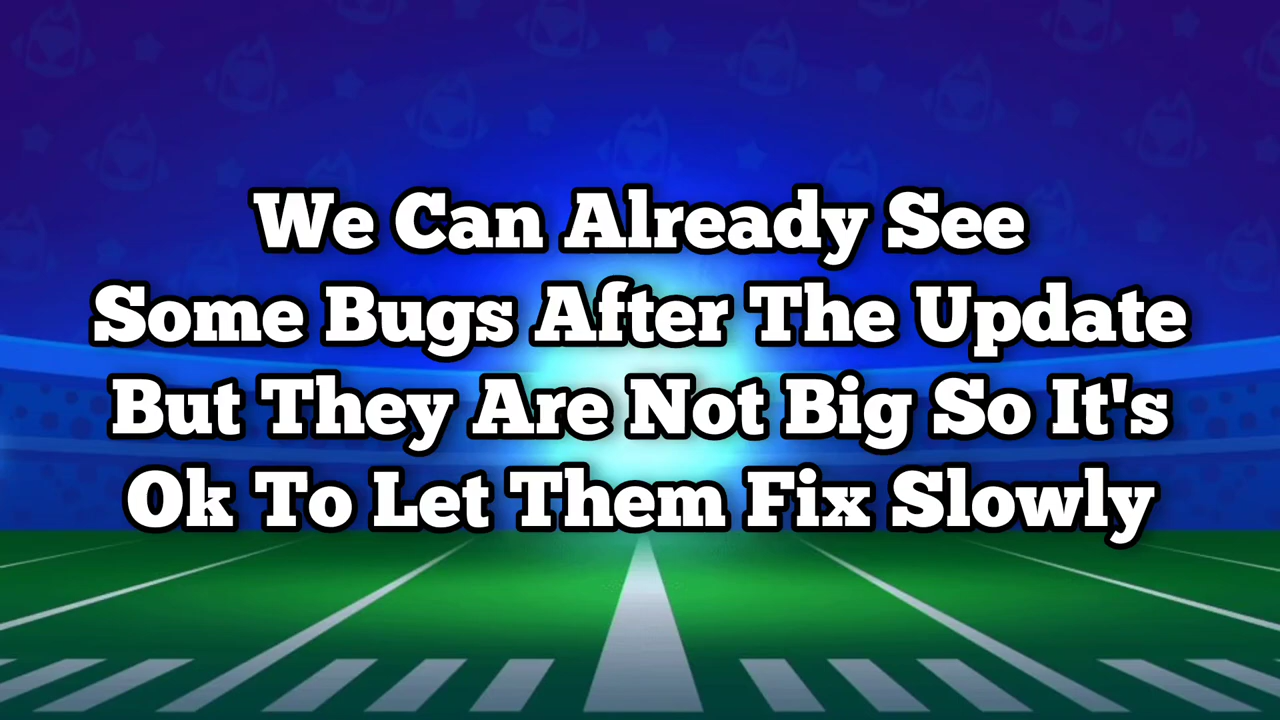 We Can Already See
Some Bugs After The Update
But They Are Not Big So It's
Ok To Let Them Fix Slowly